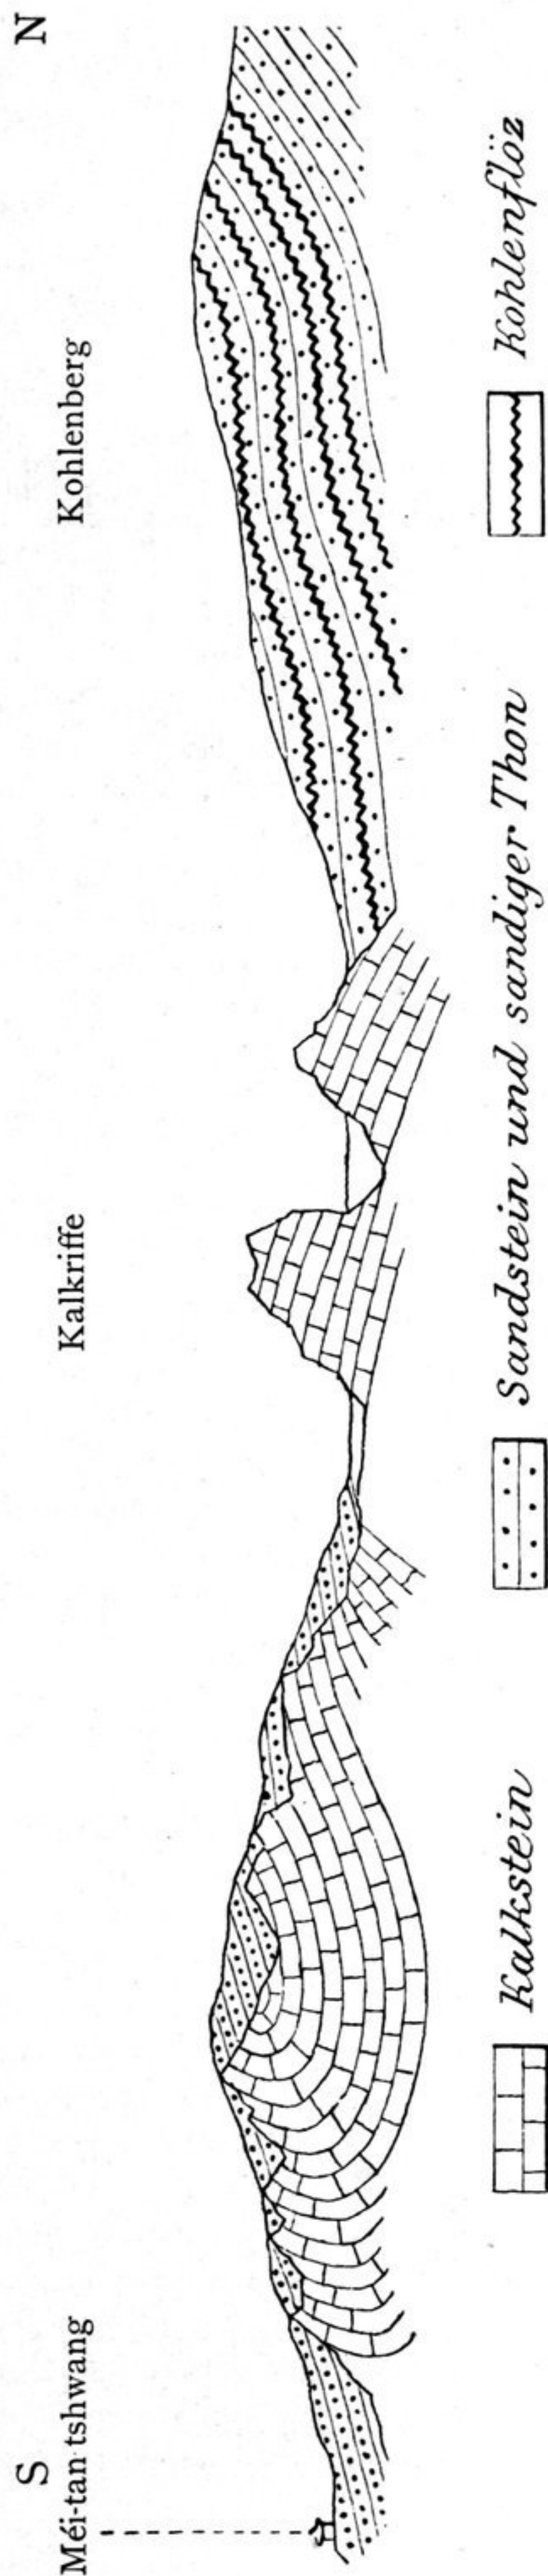 S
N
Méi-tan tshwang
Kalkriffe
Kohlenberg
Kalkstein
Sandstein und sandiger Thon
Kohlenflöz